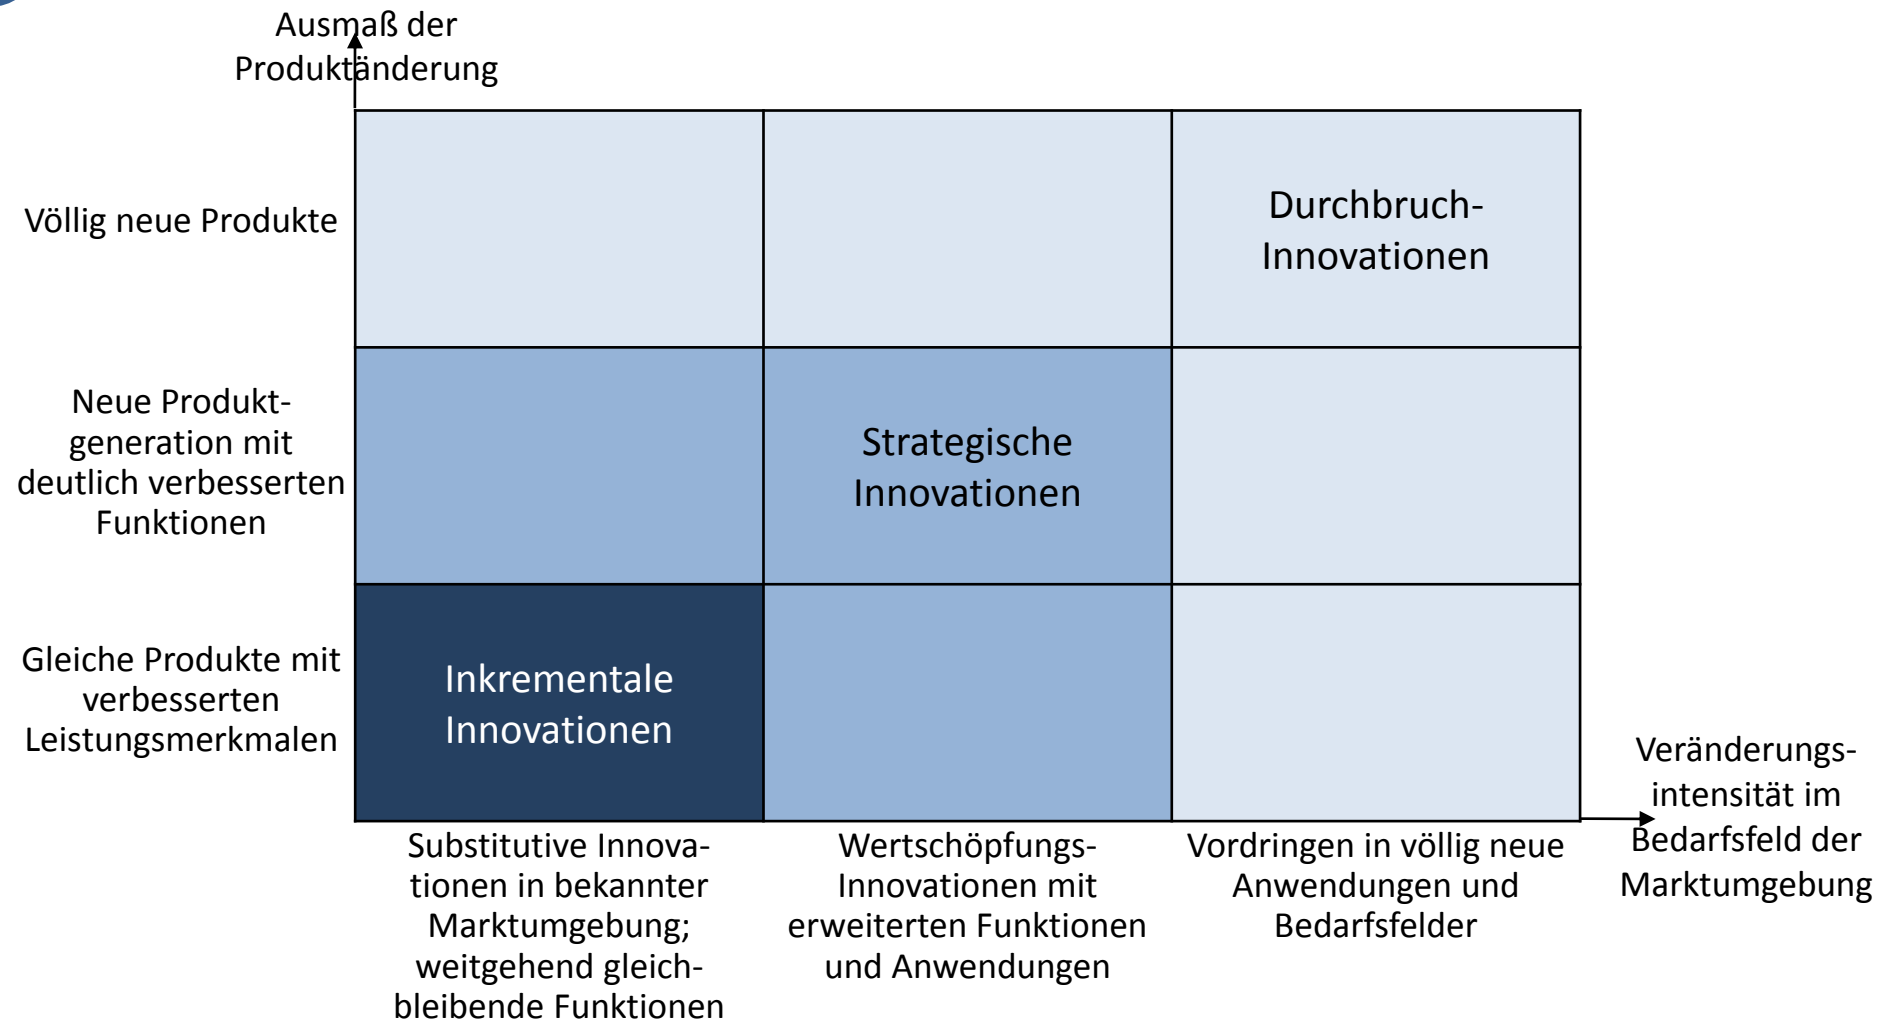 Ausmaß der
Produktänderung
Völlig neue Produkte
Durchbruch-
Innovationen
Neue Produkt-
generation mit
deutlich verbesserten
Funktionen
Strategische
Innovationen
Gleiche Produkte mit
verbesserten
Leistungsmerkmalen
Inkrementale
Innovationen
Substitutive Innova-
tionen in bekannter
Marktumgebung;
weitgehend gleich-
bleibende Funktionen
Wertschöpfungs-
Innovationen mit
erweiterten Funktionen
und Anwendungen
Vordringen in völlig neue
Anwendungen und
Bedarfsfelder
Veränderungs-
intensität im
Bedarfsfeld der
Marktumgebung